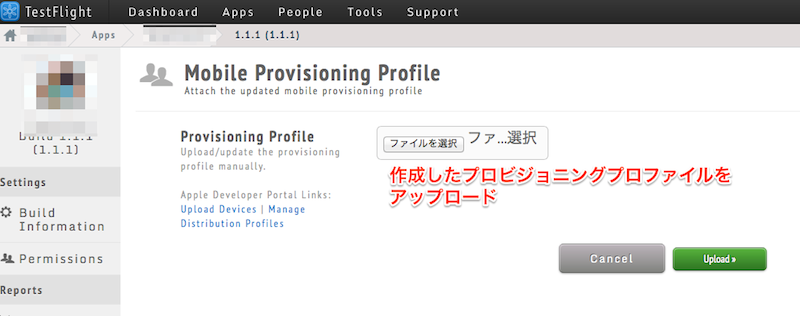 TestFlight Dashboard Apps People Tools Support
Apps 1.1.1 (1.1.1)
Mobile Provisioning Profile
Attach the updated mobile provisioning profile
(1.1.1)
Provisioning Profile
Upload/update the provisioning
profile manually.
ファイルを選択 ファ...選択
作成したプロビジョニングプロファイルを
アップロード
Apple Developer Portal Links:
Upload Devices | Manage
Distribution Profiles
Settings
Build
Information
Permissions
Reports
Cancel Upload »